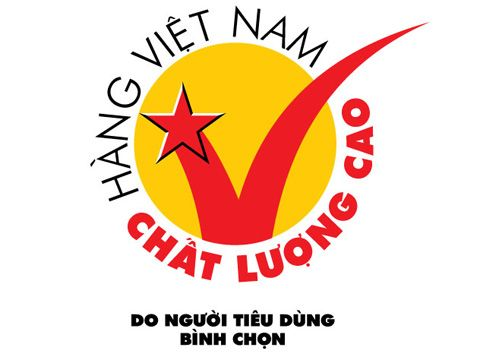 HÀNG VIỆT NAM
CHẤT LƯỢNG CAO
DO NGƯỜI TIÊU DÙNG
BÌNH CHỌN